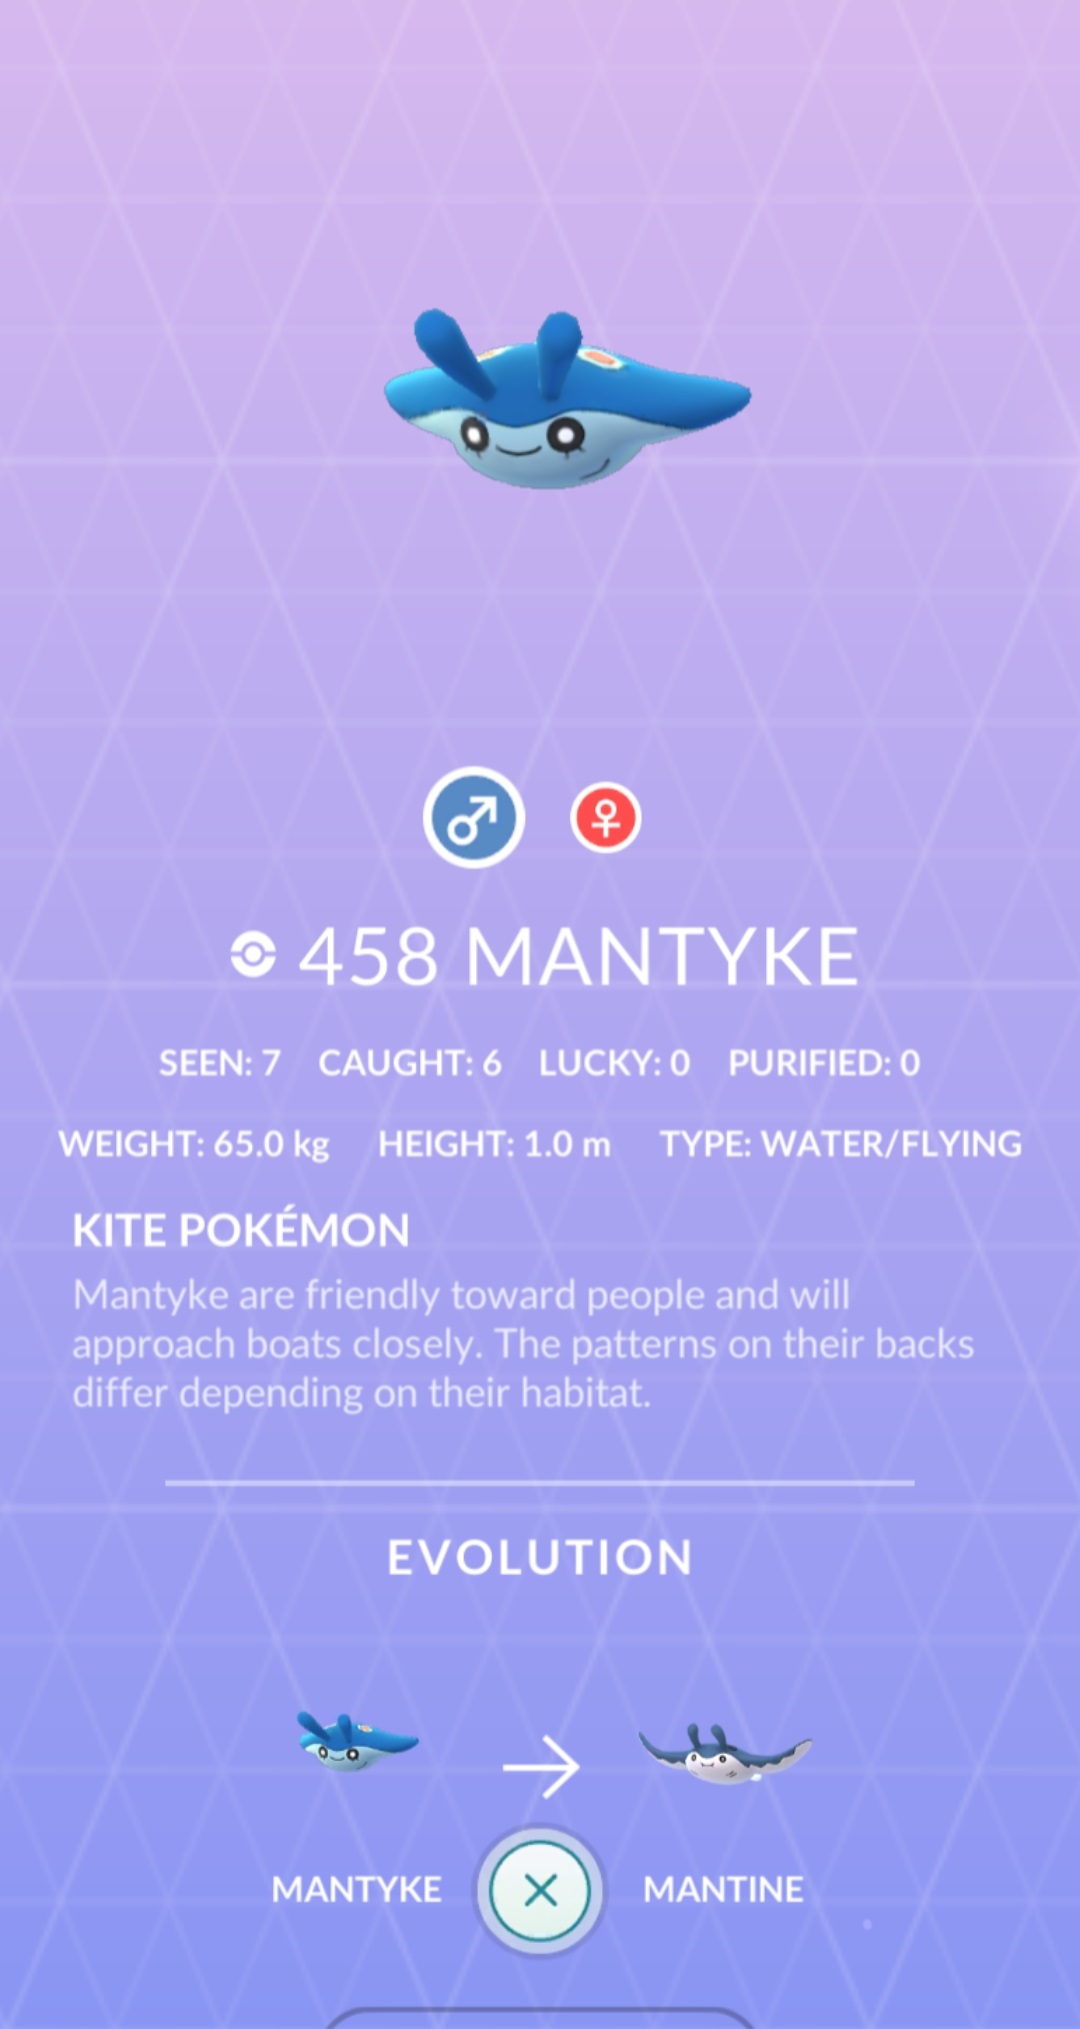 458 MANTYKE
SEEN: 7 CAUGHT: 6 LUCKY: 0 PURIFIED: 0
WEIGHT: 65.0 kg HEIGHT: 1.0 m TYPE: WATER/FLYING
KITE POKÉMON
Mantyke are friendly toward people and will
approach boats closely. The patterns on their backs
differ depending on their habitat.
EVOLUTION
MANTYKE MANTINE